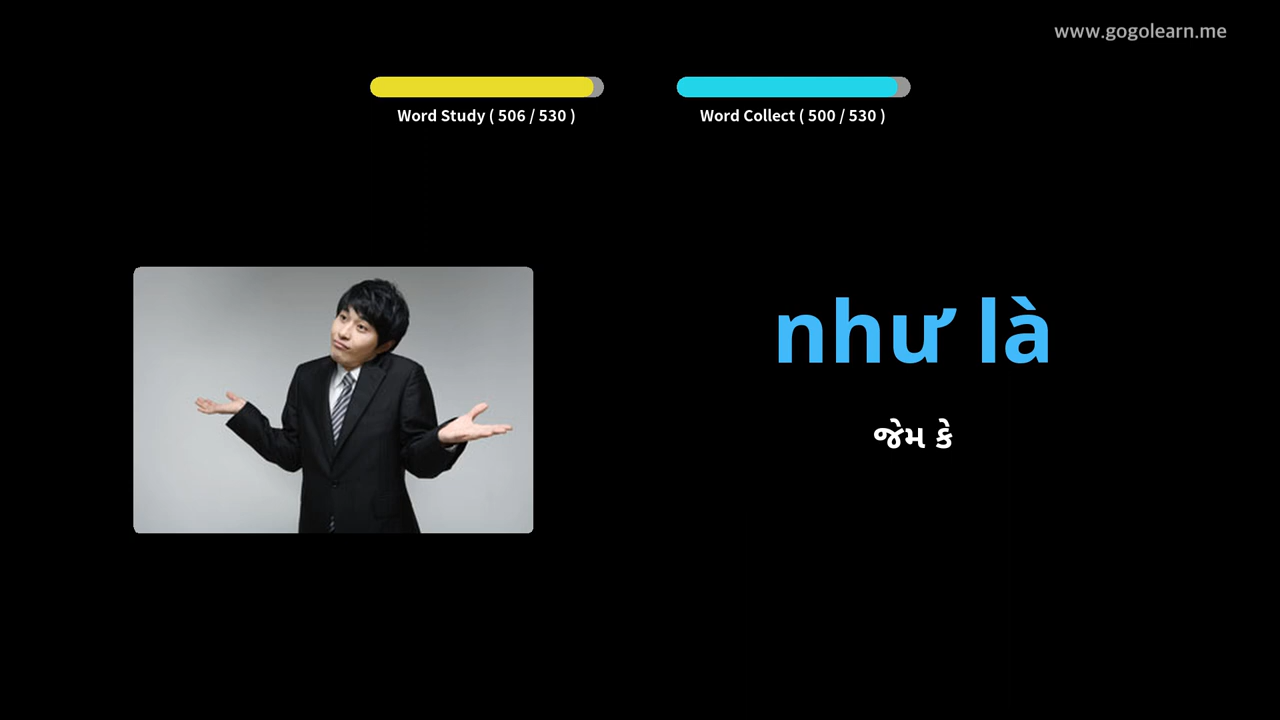 www.gogolearn.me
Word Study ( 506 / 530 )
Word Collect ( 500 / 530 )
như là
જેમ કે